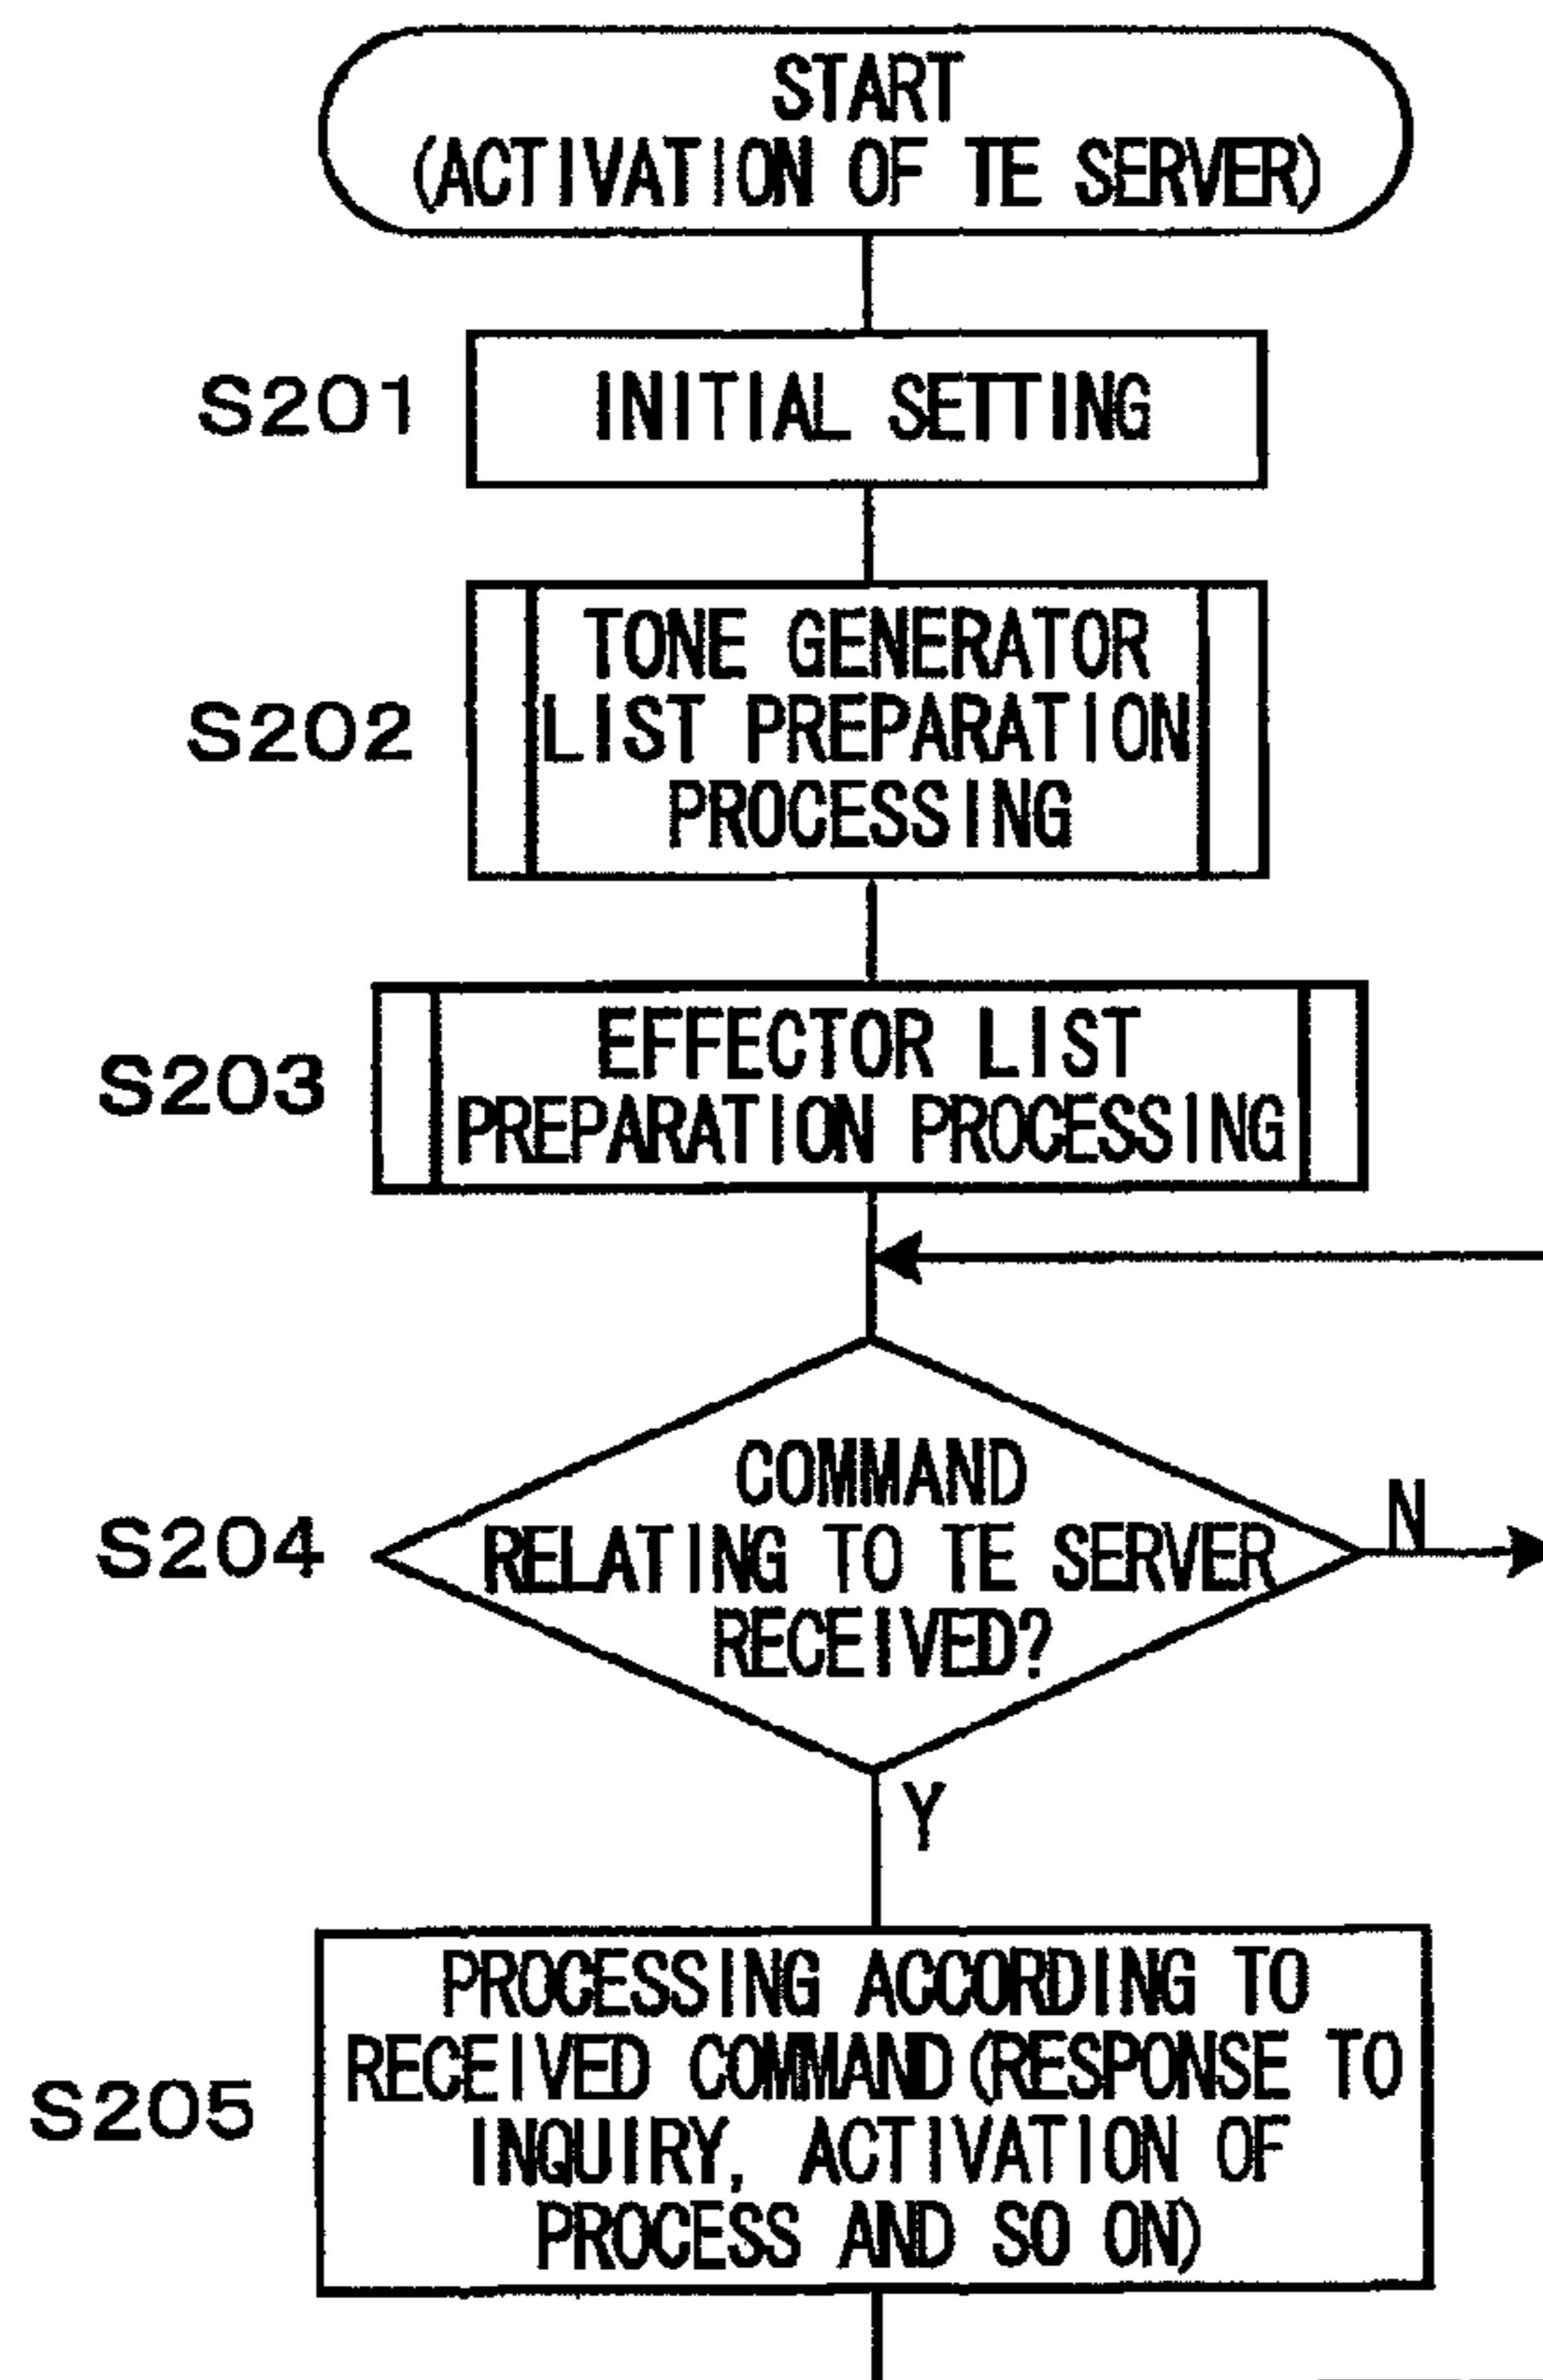 START
(ACTIVATION OF TE SERVER)
S201
INITIAL SETTING
S202
TONE GENERATOR
LIST PREPARATION
PROCESSING
S203
EFFECTOR LIST
PREPARATION PROCESSING
S204
COMMAND
RELATING TO TE SERVER
RECEIVED?
N
Y
S205
PROCESSING ACCORDING TO
RECEIVED COMMAND(RESPONSE TO
INQUIRY, ACTIVATION OF
PROCESS AND SO ON)